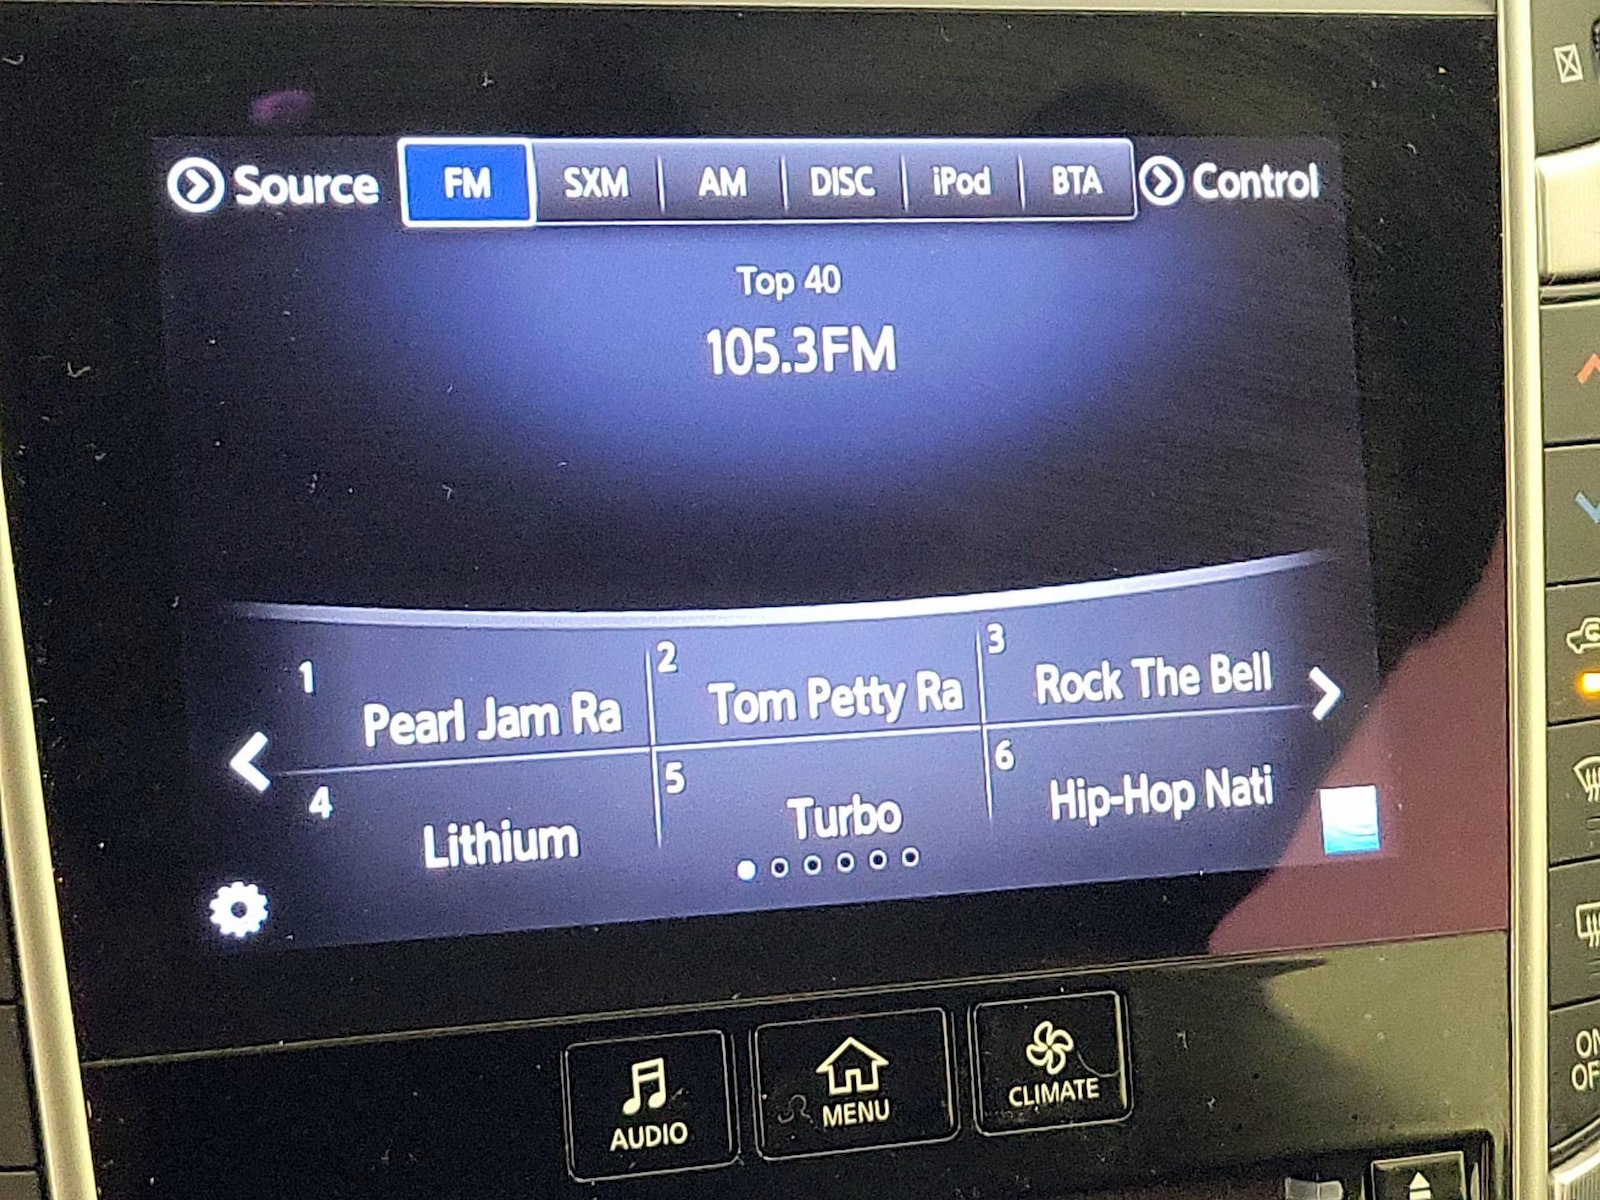 Source FM SXM AM DISC iPod BTA Control
Top 40
105.3FM
1 Pearl Jam Ra
2 Tom Petty Ra
3 Rock The Bell
4 Lithium
5 Turbo
6 Hip-Hop Nati
AUDIO
MENU
CLIMATE